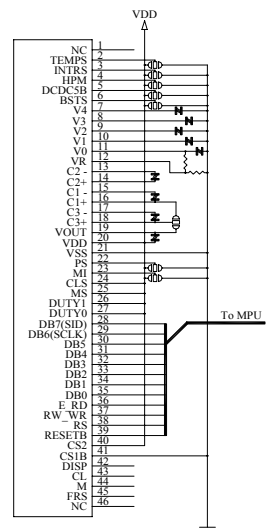 VDD
NC 1
TEMPS 2
INTRS 3
HPM 4
DCDC5B 5
BSTS 6
V4 7
V3 8
V2 9
V1 10
V0 11
VR 12
C2 - 13
C2+ 14
C1 - 15
C1+ 16
C3 - 17
C3+ 18
VOUT 19
VDD 20
VSS 21
PS 22
MI 23
CLS 24
MS 25
DUTY1 26
DUTY0 27
DB7(SID) 28
DB6(SCLK) 29
DB5 30
DB4 31
DB3 32
DB2 33
DB1 34
DB0 35
E_RD 36
RW_WR 37
RS 38
RESETB 39
CS2 40
CS1B 41
DISP 42
CL 43
M 44
FRS 45
NC 46
To MPU